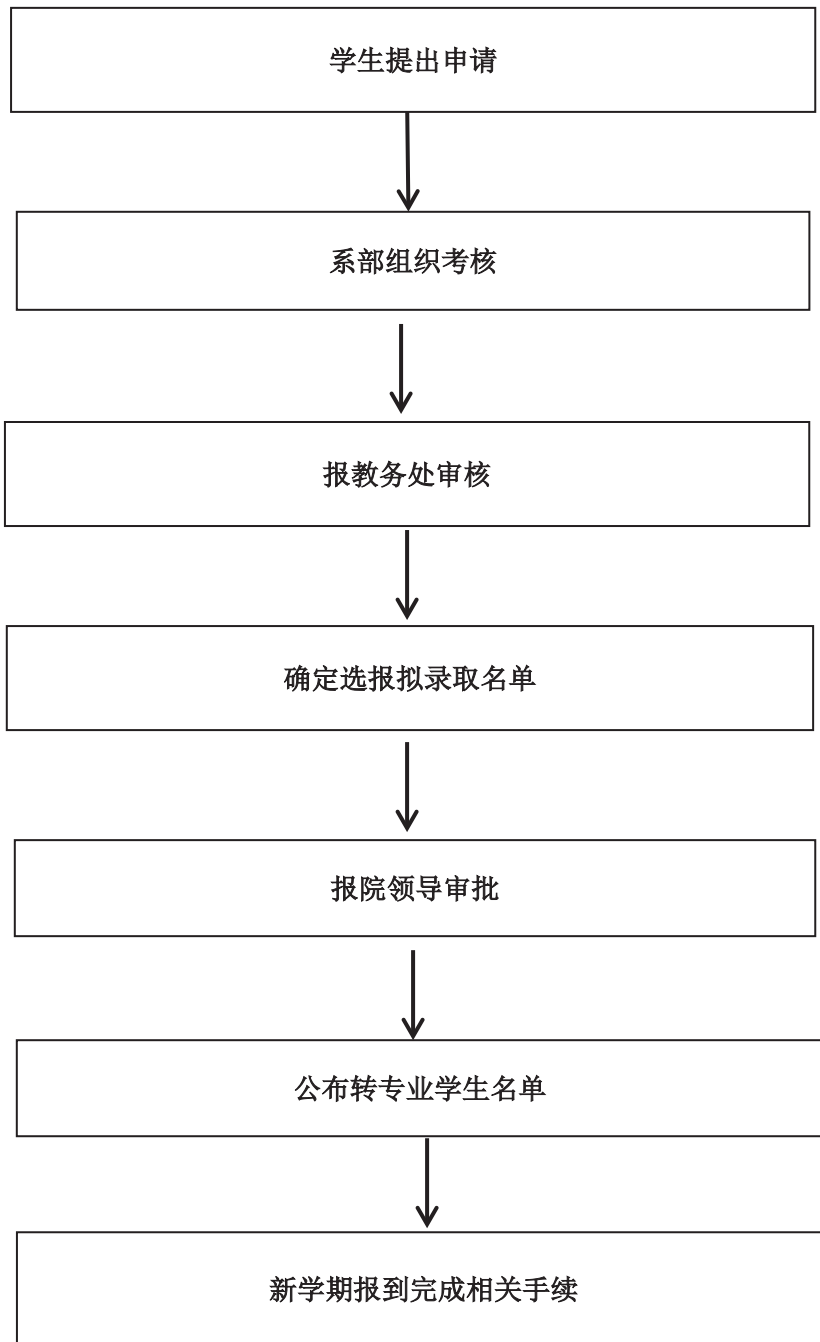 学生提出申请
系部组织考核
报教务处审核
确定选报拟录取名单
报院领导审批
公布转专业学生名单
新学期报到完成相关手续